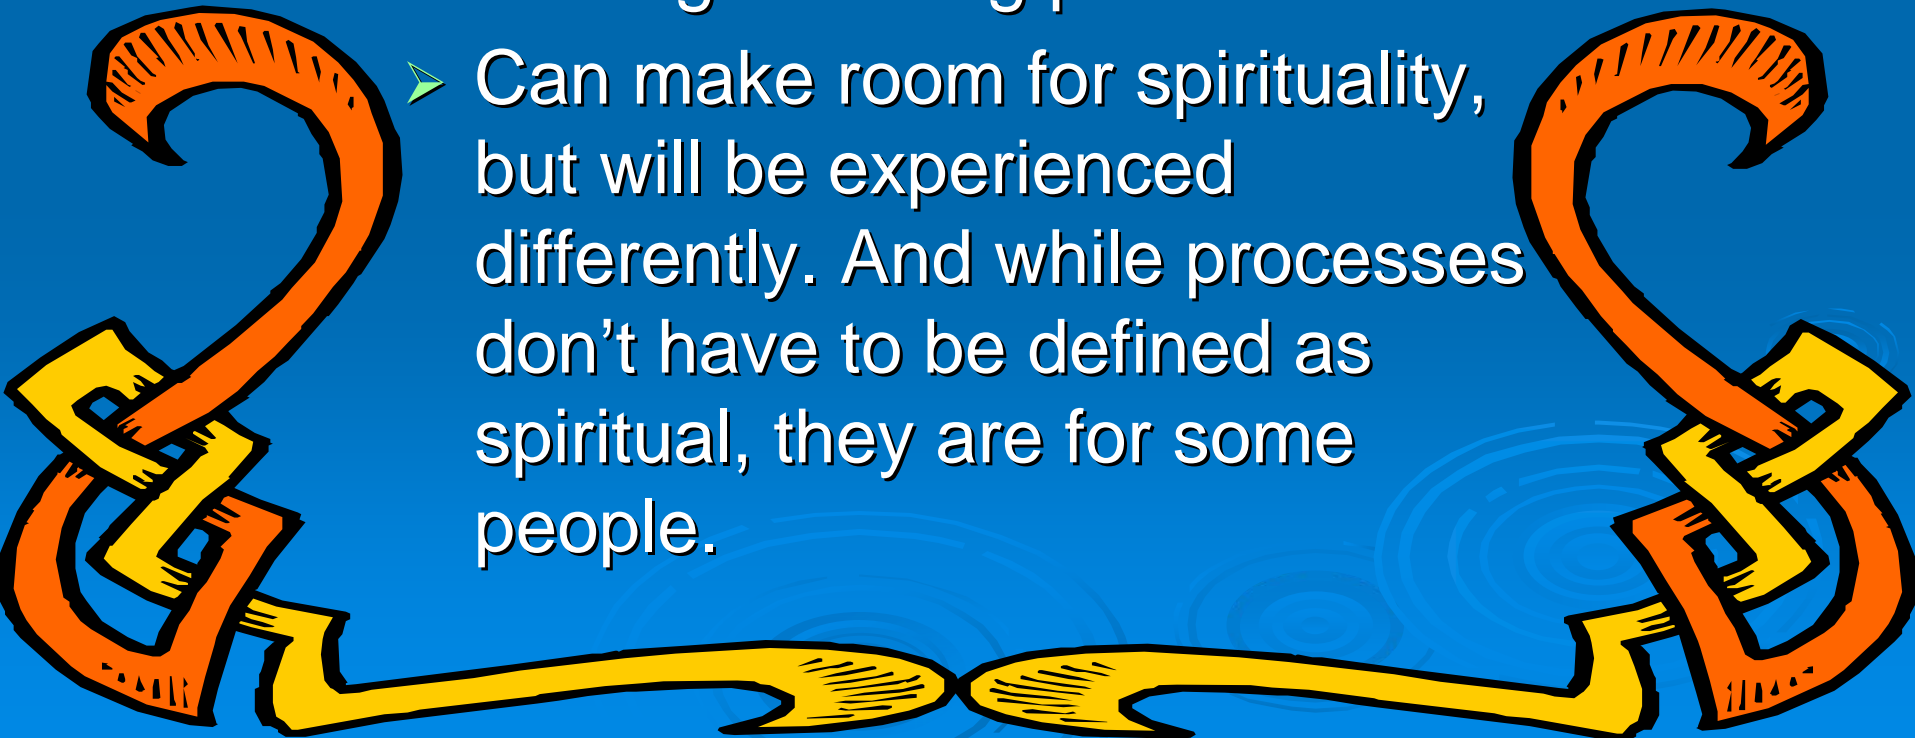 Can make room for spirituality,
but will be experienced
differently. And while processes
don’t have to be defined as
spiritual, they are for some
people.